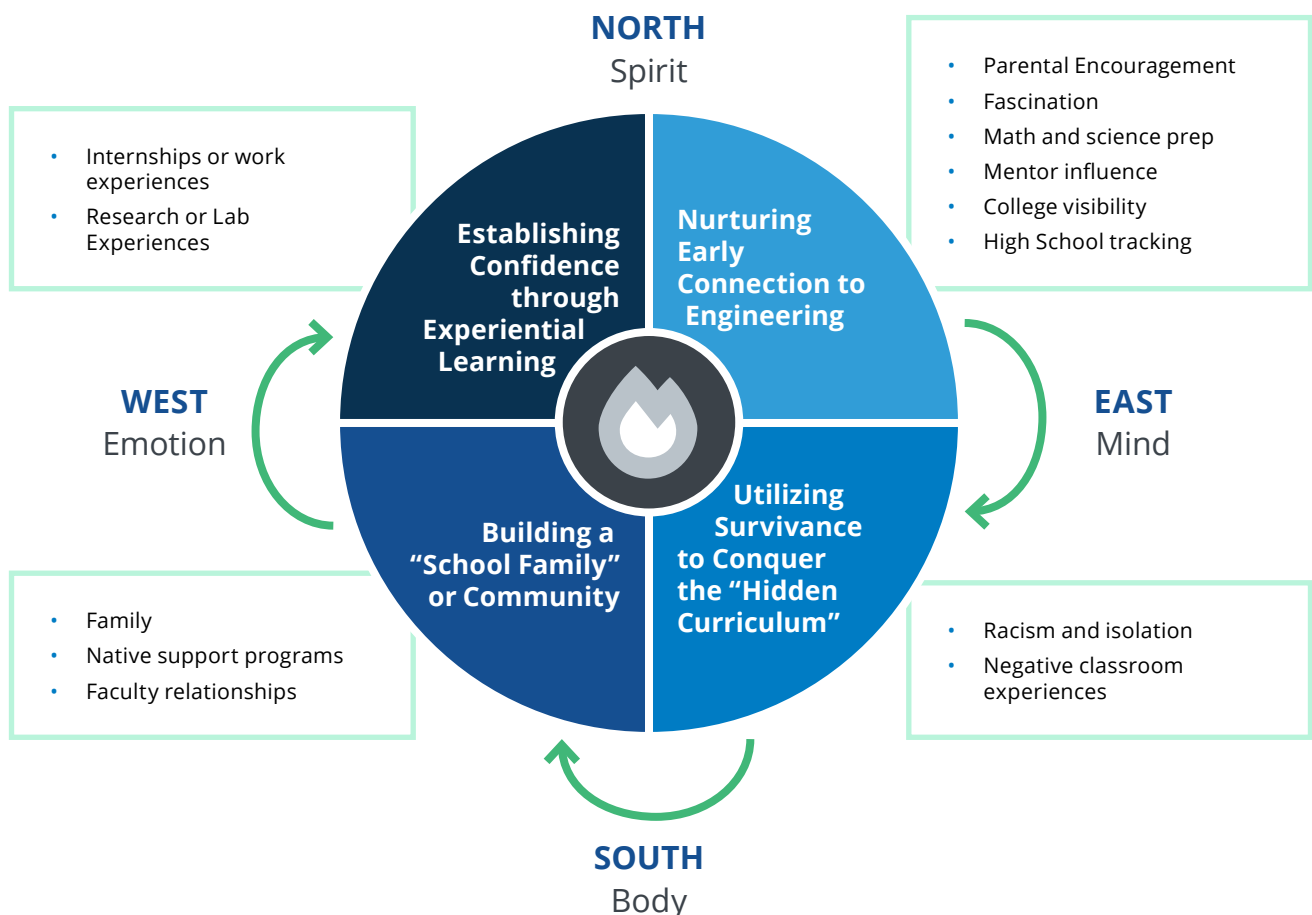 NORTH
Spirit
• Internships or work
experiences
• Research or Lab
Experiences
• Parental Encouragement
• Fascination
• Math and science prep
• Mentor influence
• College visibility
• High School tracking
Establishing
Confidence
through
Experiential
Learning
Nurturing
Early
Connection to
Engineering
WEST
Emotion
EAST
Mind
Building a
“School Family”
or Community
Utilizing
Survivance
to Conquer
the “Hidden
Curriculum”
• Family
• Native support programs
• Faculty relationships
• Racism and isolation
• Negative classroom
experiences
SOUTH
Body